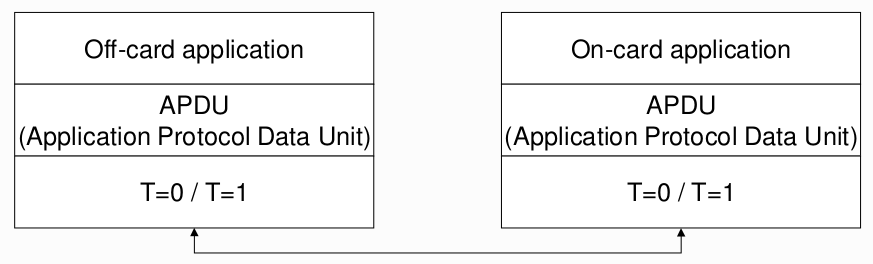 Off-card application
APDU
(Application Protocol Data Unit)
T=0 / T=1
On-card application
APDU
(Application Protocol Data Unit)
T=0 / T=1